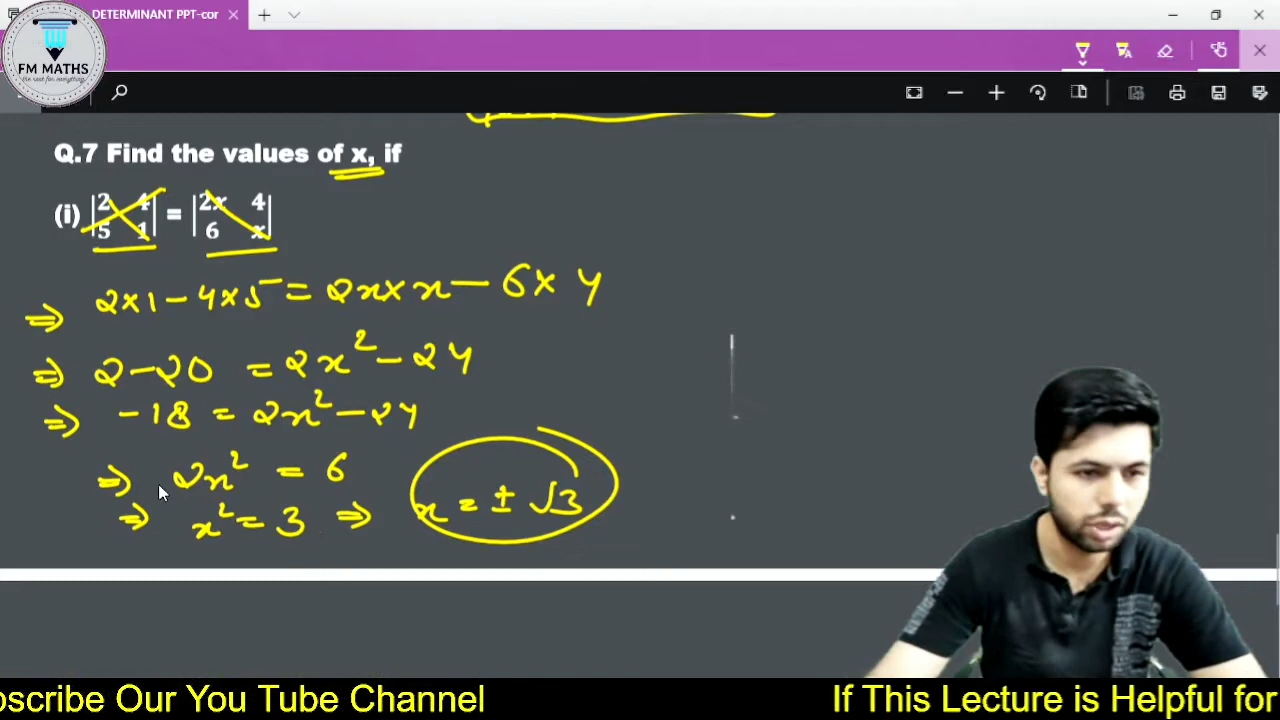 DETERMINANT PPT-cor
FM MATHS
Q.7 Find the values of x, if
(i) |2 4| = |2x 4|
|5 1| |6 x|
⇒ 2×1 - 4×5 = 2x×x - 6×4
⇒ 2-20 = 2x² - 24
⇒ -18 = 2x² - 24
⇒ 2x² = 6
⇒ x² = 3 ⇒ x = ± √3
bscribe Our You Tube Channel If This Lecture is Helpful for